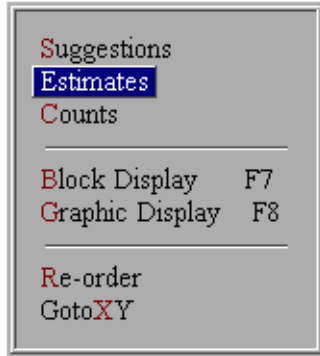 Suggestions
Estimates
Counts
Block Display F7
Graphic Display F8
Re-order
GotoXY